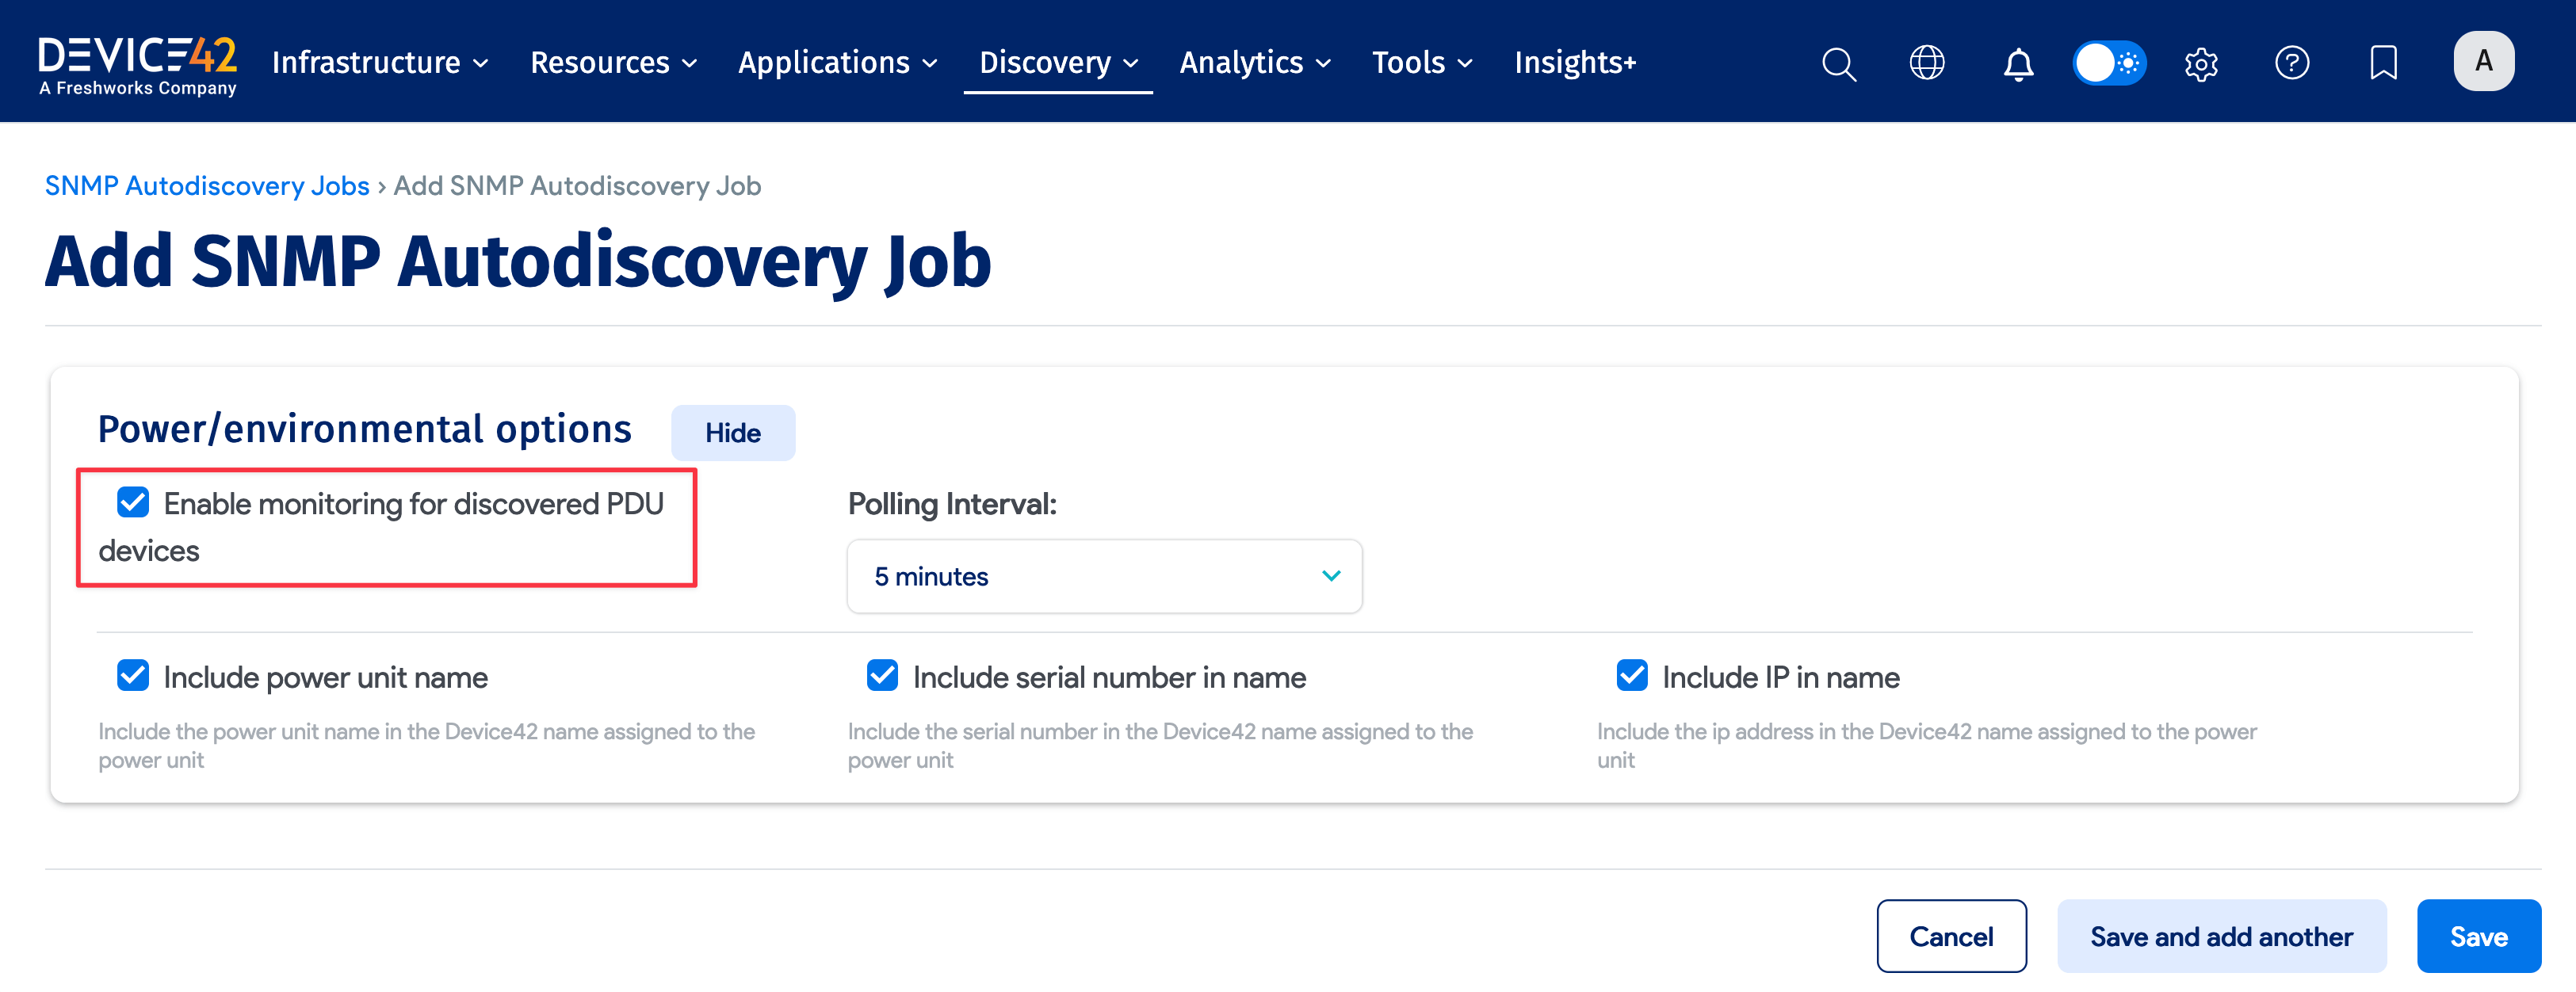 DEVICE42
A Freshworks Company
Infrastructure
Resources
Applications
Discovery
Analytics
Tools
Insights+
A
SNMP Autodiscovery Jobs › Add SNMP Autodiscovery Job
Add SNMP Autodiscovery Job
Power/environmental options
Hide
Enable monitoring for discovered PDU
devices
Polling Interval:
5 minutes
Include power unit name
Include the power unit name in the Device42 name assigned to the
power unit
Include serial number in name
Include the serial number in the Device42 name assigned to the
power unit
Include IP in name
Include the ip address in the Device42 name assigned to the power
unit
Cancel
Save and add another
Save